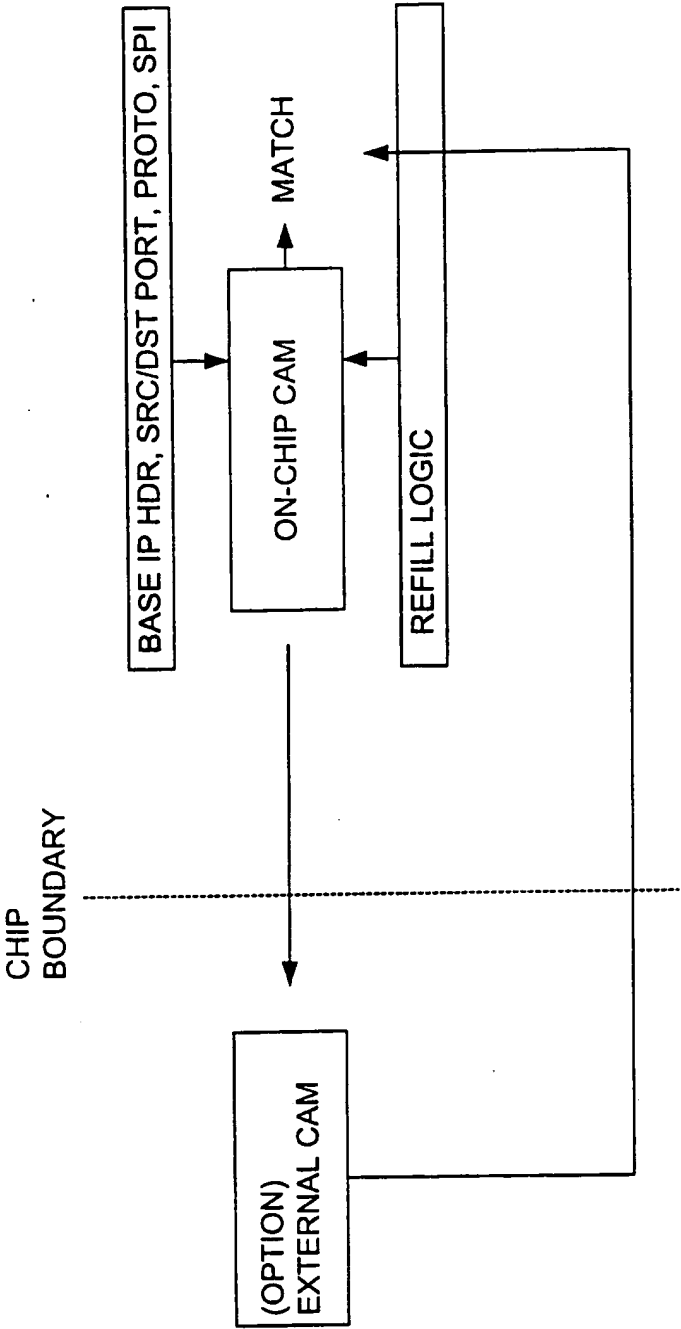 CHIP
BOUNDARY
BASE IP HDR, SRC/DST PORT, PROTO, SPI
(OPTION)
EXTERNAL CAM
ON-CHIP CAM
MATCH
REFILL LOGIC